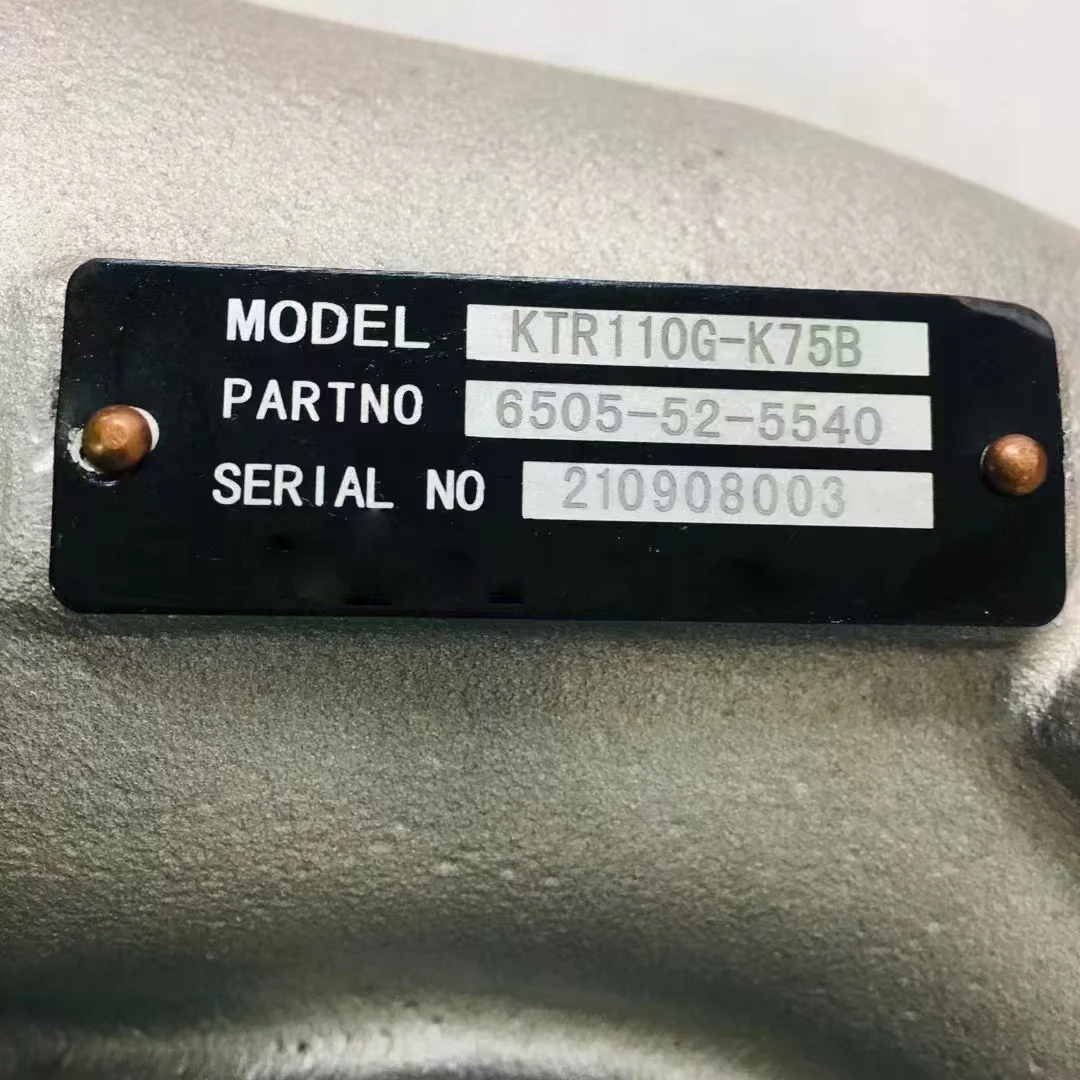 MODEL KTR110G-K75B
PARTNO 6505-52-5540
SERIAL NO 210908003